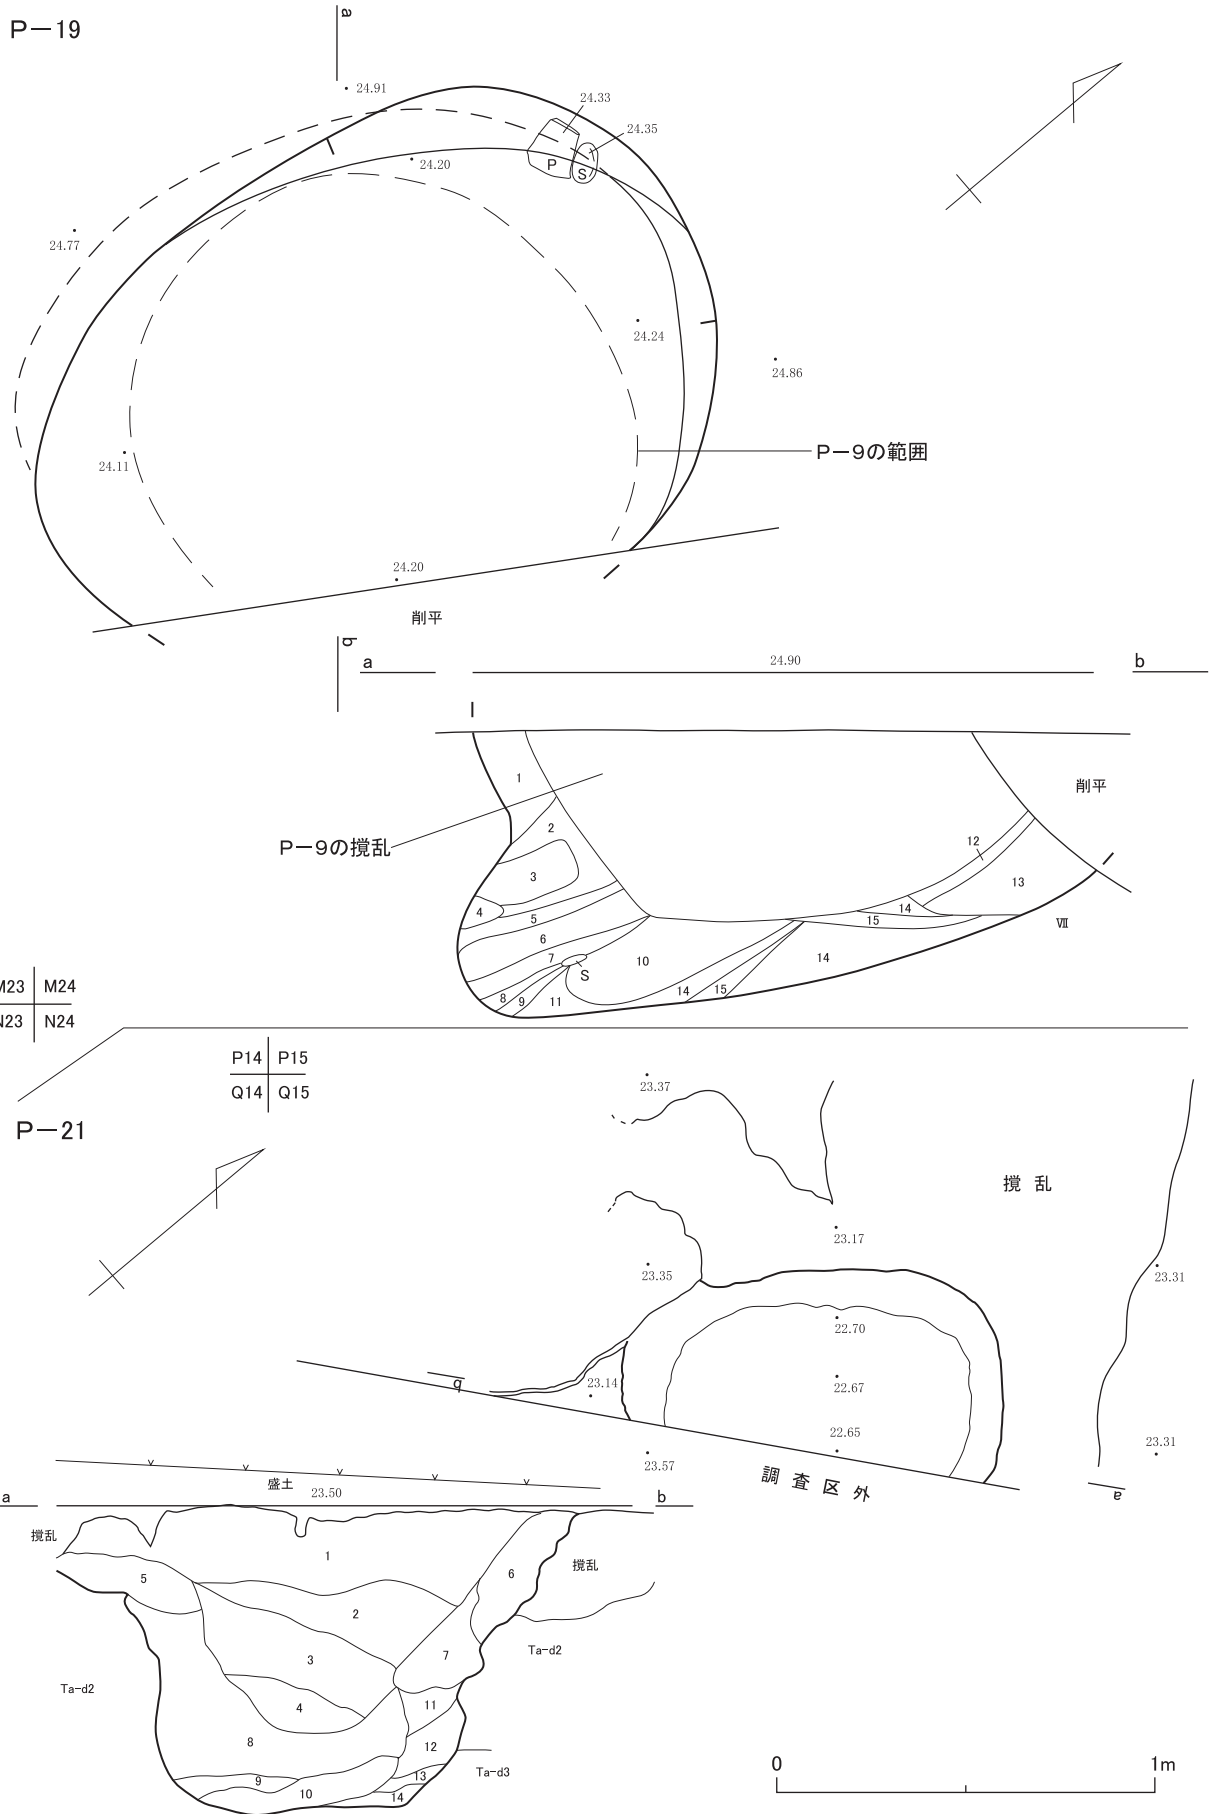 P−19
a
24.91
24.33
24.35
P
S
24.20
24.77
24.24
24.86
24.11
P−9の範囲
24.20
削平
b
a
24.90
b
1
削平
2
P−9の撹乱
12
3
13
4
14
5
15
Ⅶ
6
7
10
14
S
M23 M24
8
9
11
14
15
N23 N24
P14 P15
Q14 Q15
23.37
P−21
撹乱
23.17
23.35
23.31
22.70
b
23.14
22.67
22.65
23.31
23.57
調査区外
a
盛土
23.50
a
b
撹乱
1
撹乱
5
6
2
Ta-d2
3
7
Ta-d2
4
11
8
12
0
1m
Ta-d3
9
13
10
14